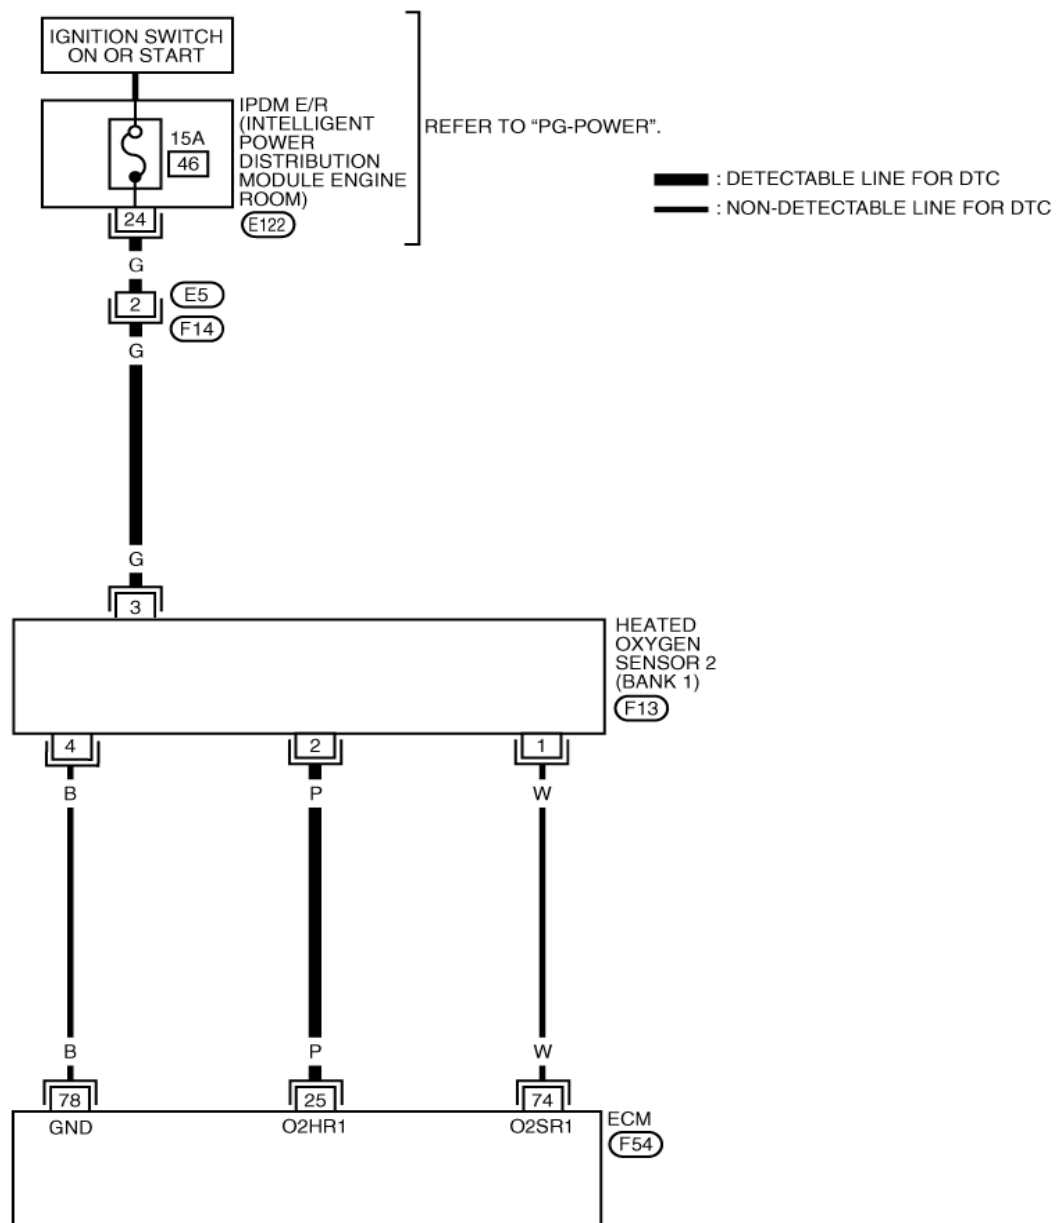 IGNITION SWITCH
ON OR START
IPDM E/R
(INTELLIGENT
POWER
DISTRIBUTION
MODULE ENGINE
ROOM)
E122
15A
46
24
REFER TO “PG-POWER”.
: DETECTABLE LINE FOR DTC
: NON-DETECTABLE LINE FOR DTC
G
2
E5
F14
G
G
3
HEATED
OXYGEN
SENSOR 2
(BANK 1)
F13
4 2 1
B P W
B P W
78 25 74
GND O2HR1 O2SR1
ECM
F54